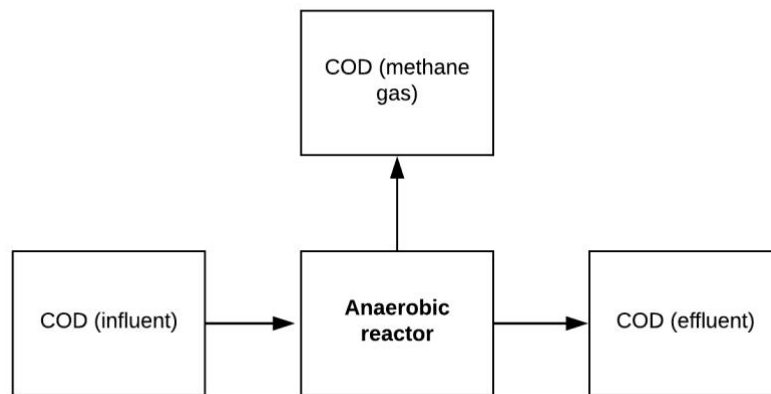 COD (methane
gas)
COD (influent)
Anaerobic
reactor
COD (effluent)